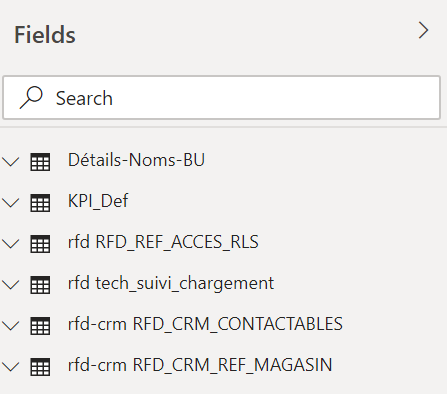 Fields
Search
Détails-Noms-BU
KPI_Def
rfd RFD_REF_ACCES_RLS
rfd tech_suivi_chargement
rfd-crm RFD_CRM_CONTACTABLES
rfd-crm RFD_CRM_REF_MAGASIN